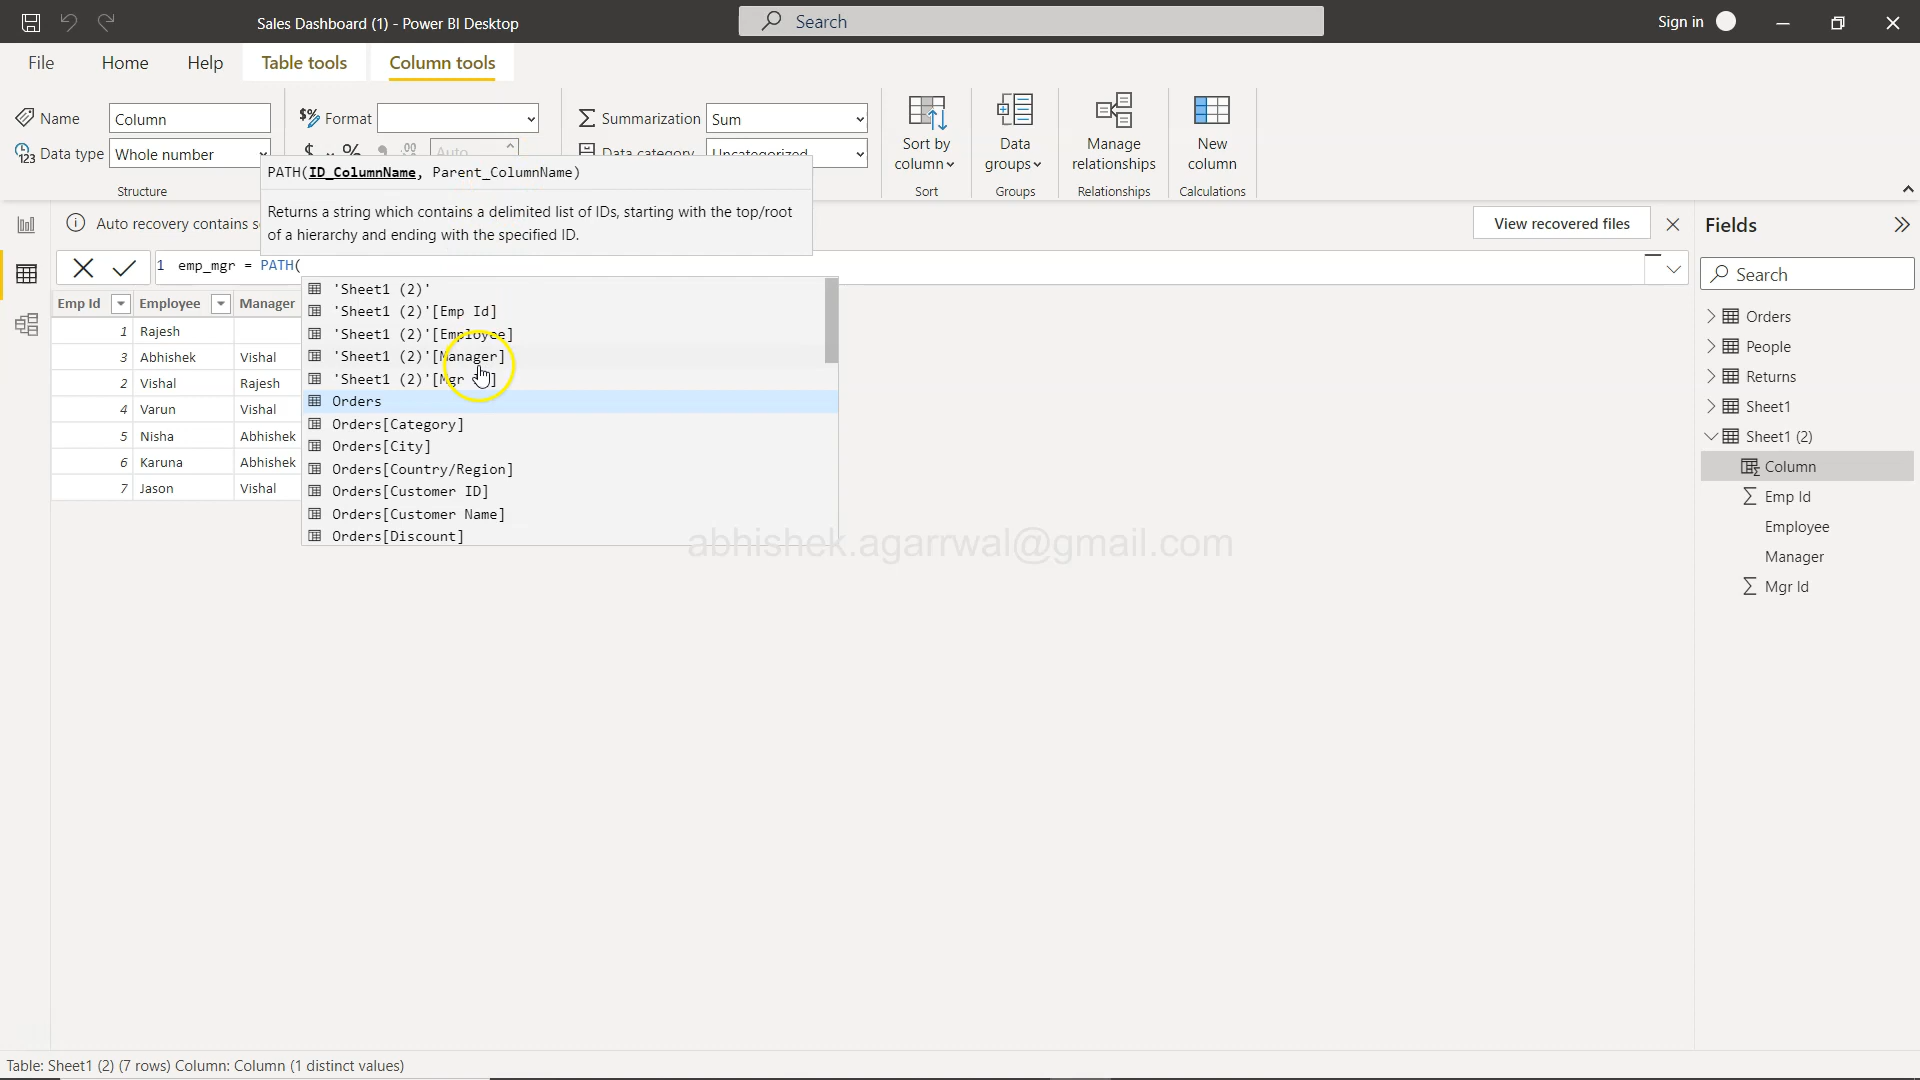 Sales Dashboard (1) - Power BI Desktop
Search
Sign in
File
Home
Help
Table tools
Column tools
Name
Column
Format
Summarization
Sum
Data type
Whole number
Auto
Data category
Uncategorized
Structure
Sort by column
Sort
Data groups
Groups
Manage relationships
Relationships
New column
Calculations
PATH(ID_ColumnName, Parent_ColumnName)
Returns a string which contains a delimited list of IDs, starting with the top/root
of a hierarchy and ending with the specified ID.
Auto recovery contains
View recovered files
1 emp_mgr = PATH(
Emp Id Employee Manager
1 Rajesh
3 Abhishek Vishal
2 Vishal Rajesh
4 Varun Vishal
5 Nisha Abhishek
6 Karuna Abhishek
7 Jason Vishal
'Sheet1 (2)'
'Sheet1 (2)'[Emp Id]
'Sheet1 (2)'[Employee]
'Sheet1 (2)'[Manager]
'Sheet1 (2)'[Mgr
Orders
Orders[Category]
Orders[City]
Orders[Country/Region]
Orders[Customer ID]
Orders[Customer Name]
Orders[Discount]
abhishek.agarrwal@gmail.com
Fields
Search
Orders
People
Returns
Sheet1
Sheet1 (2)
Column
Emp Id
Employee
Manager
Mgr Id
Table: Sheet1 (2) (7 rows) Column: Column (1 distinct values)